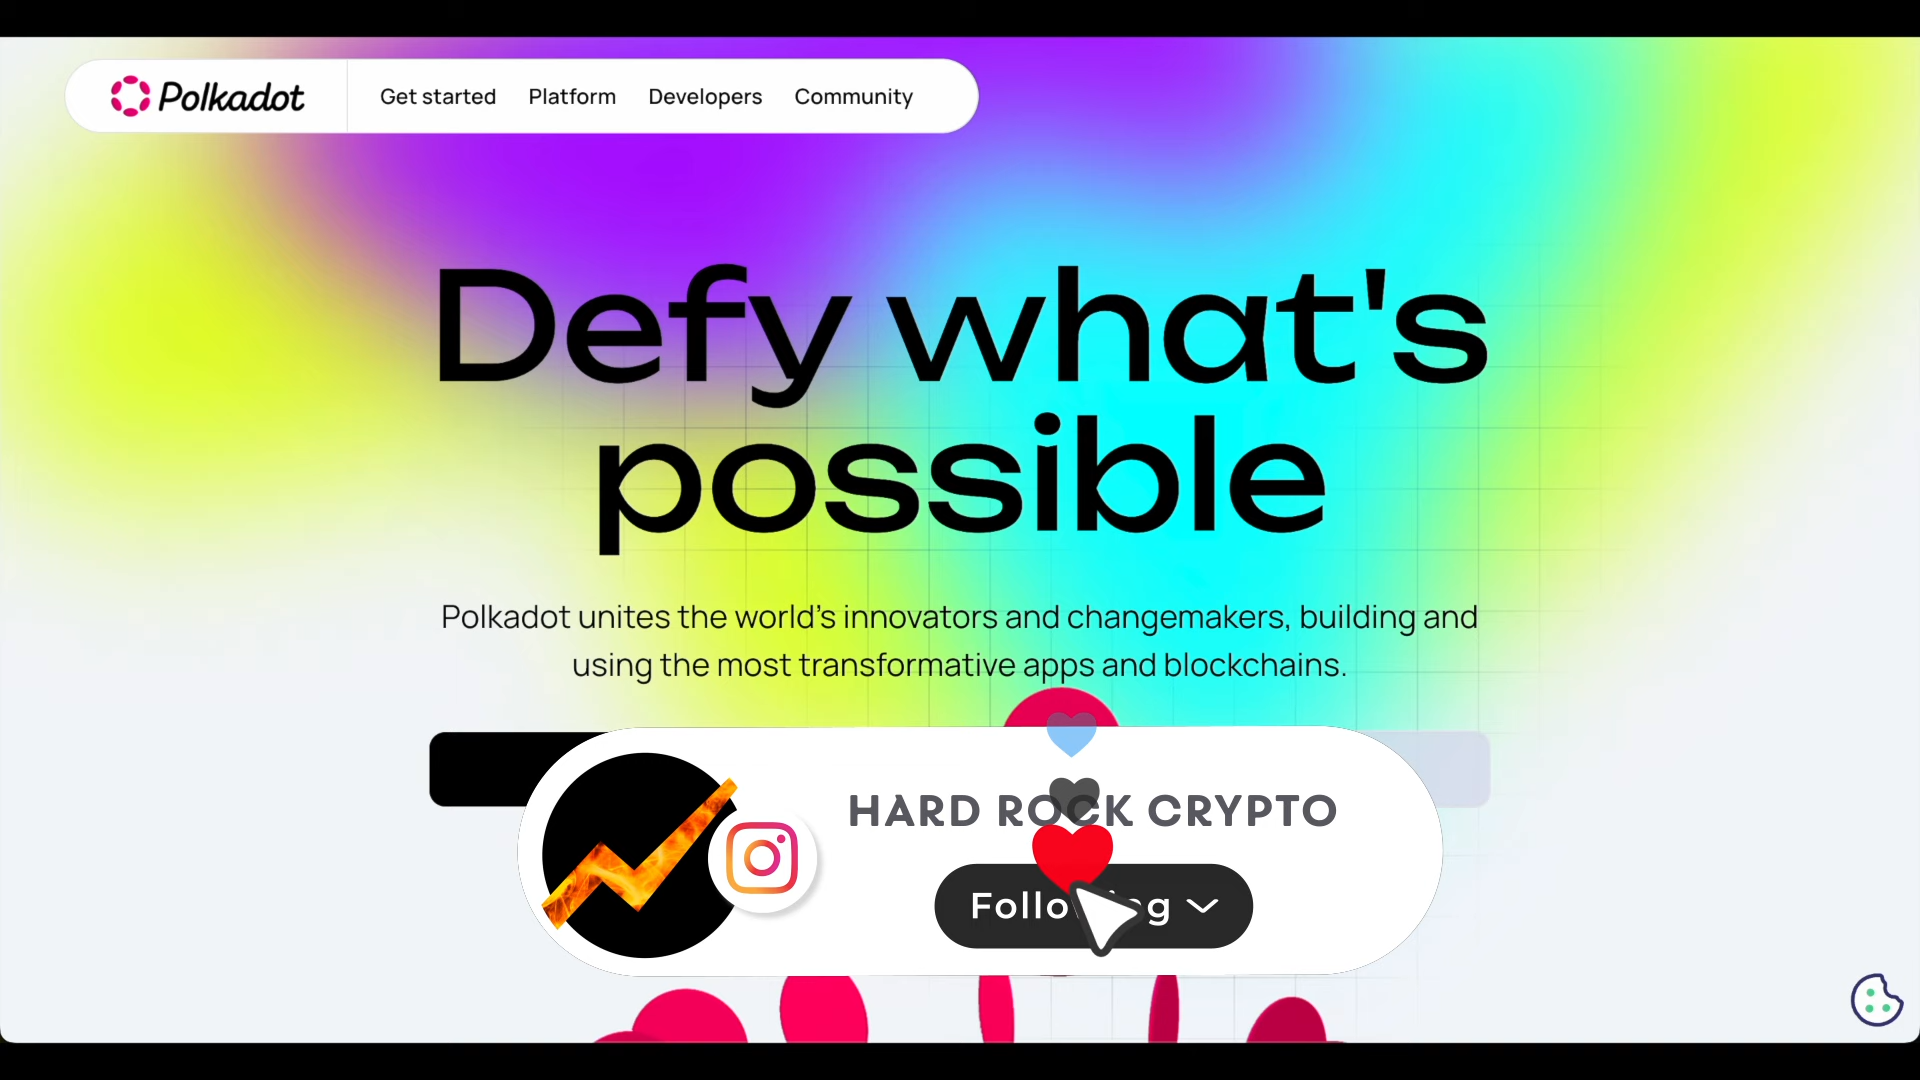 Polkadot
Get started
Platform
Developers
Community
Defy what's
possible
Polkadot unites the world's innovators and changemakers, building and
using the most transformative apps and blockchains.
HARD ROCK CRYPTO
Following